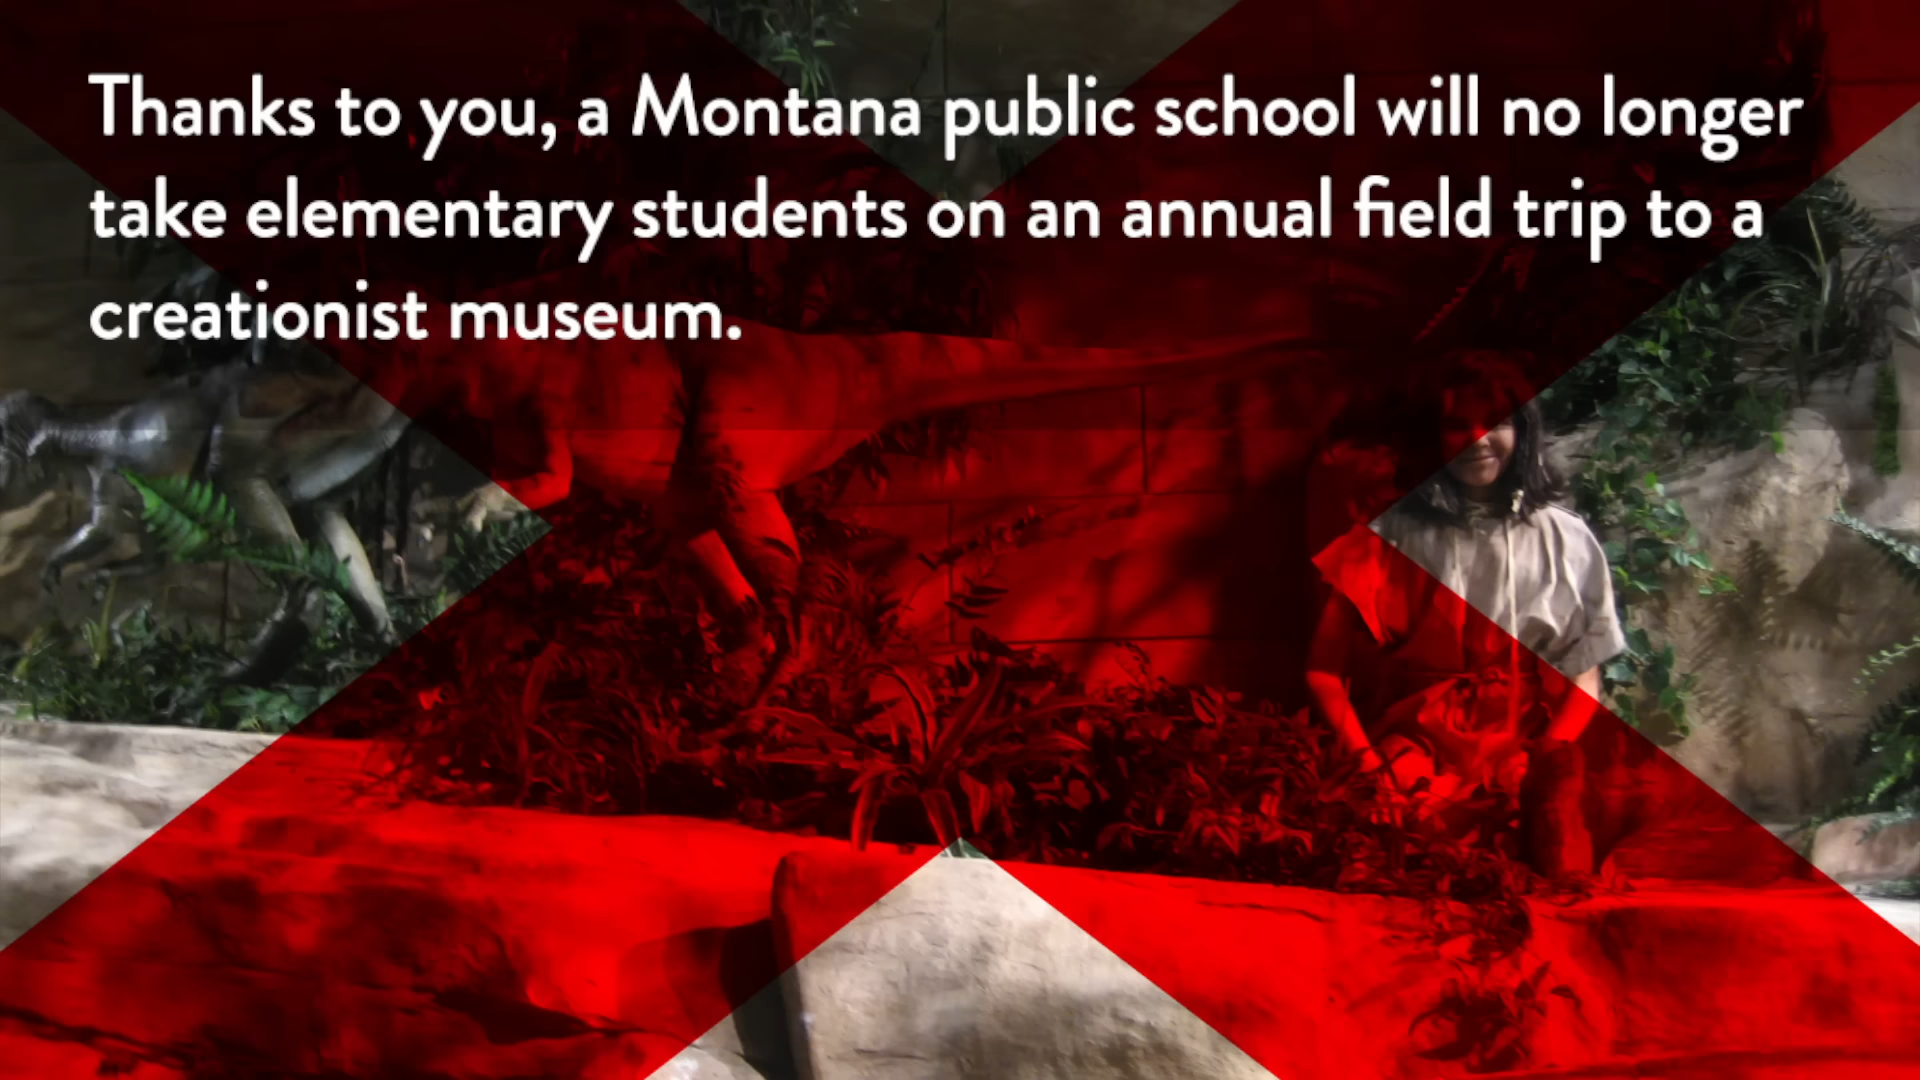 Thanks to you, a Montana public school will no longer
take elementary students on an annual field trip to a
creationist museum.